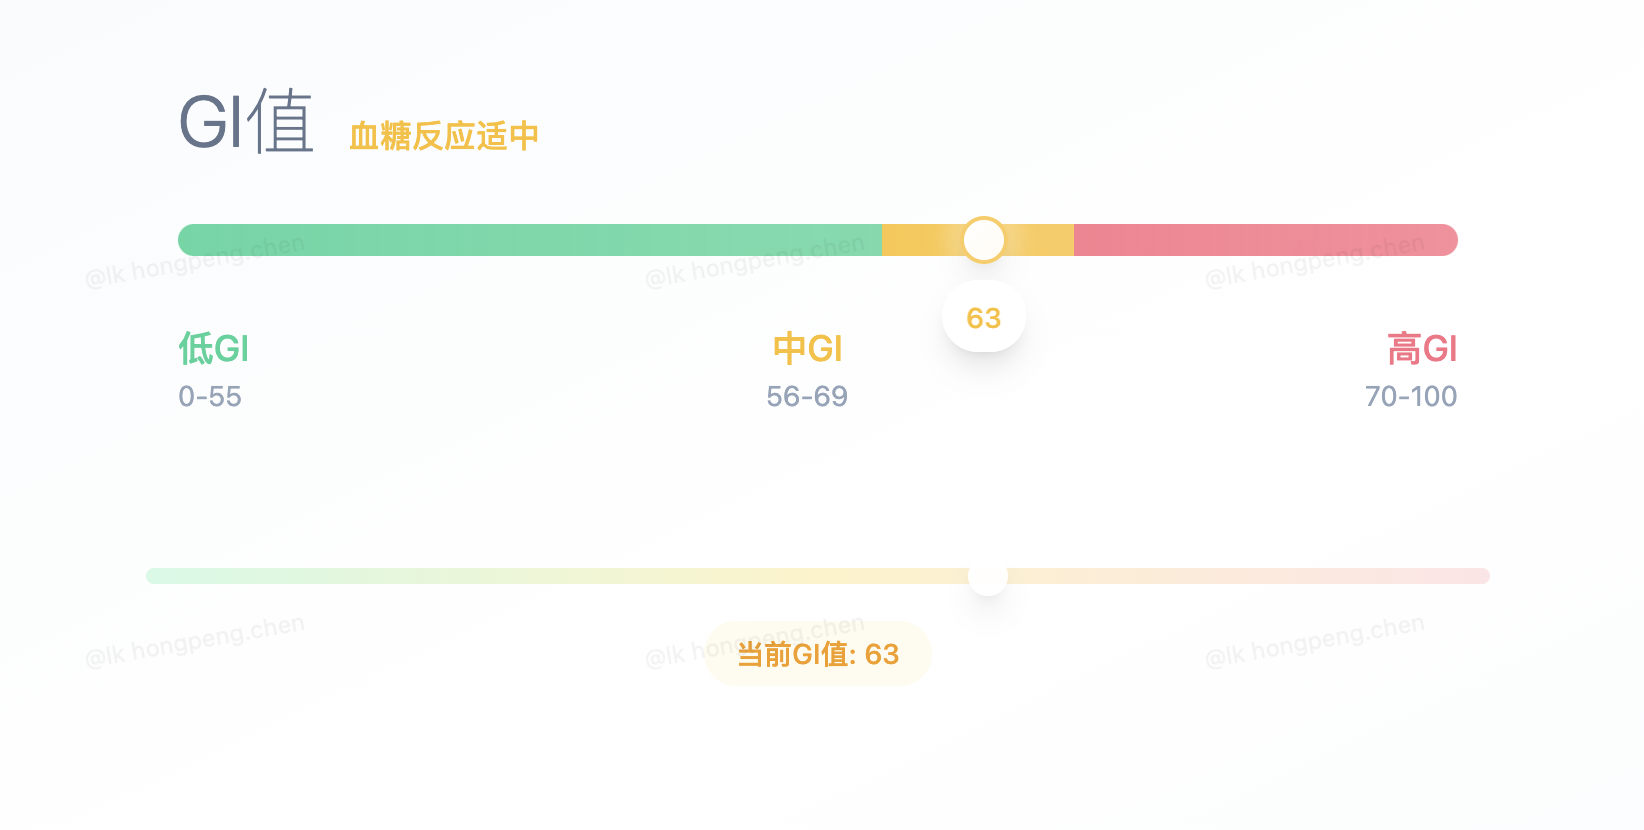 GI值 血糖反应适中
@lk hongpeng.chen @lk hongpeng.chen @lk hongpeng.chen
63
低GI 中GI 高GI
0-55 56-69 70-100
@lk hongpeng.chen @lk hongpeng.chen @lk hongpeng.chen
当前GI值: 63